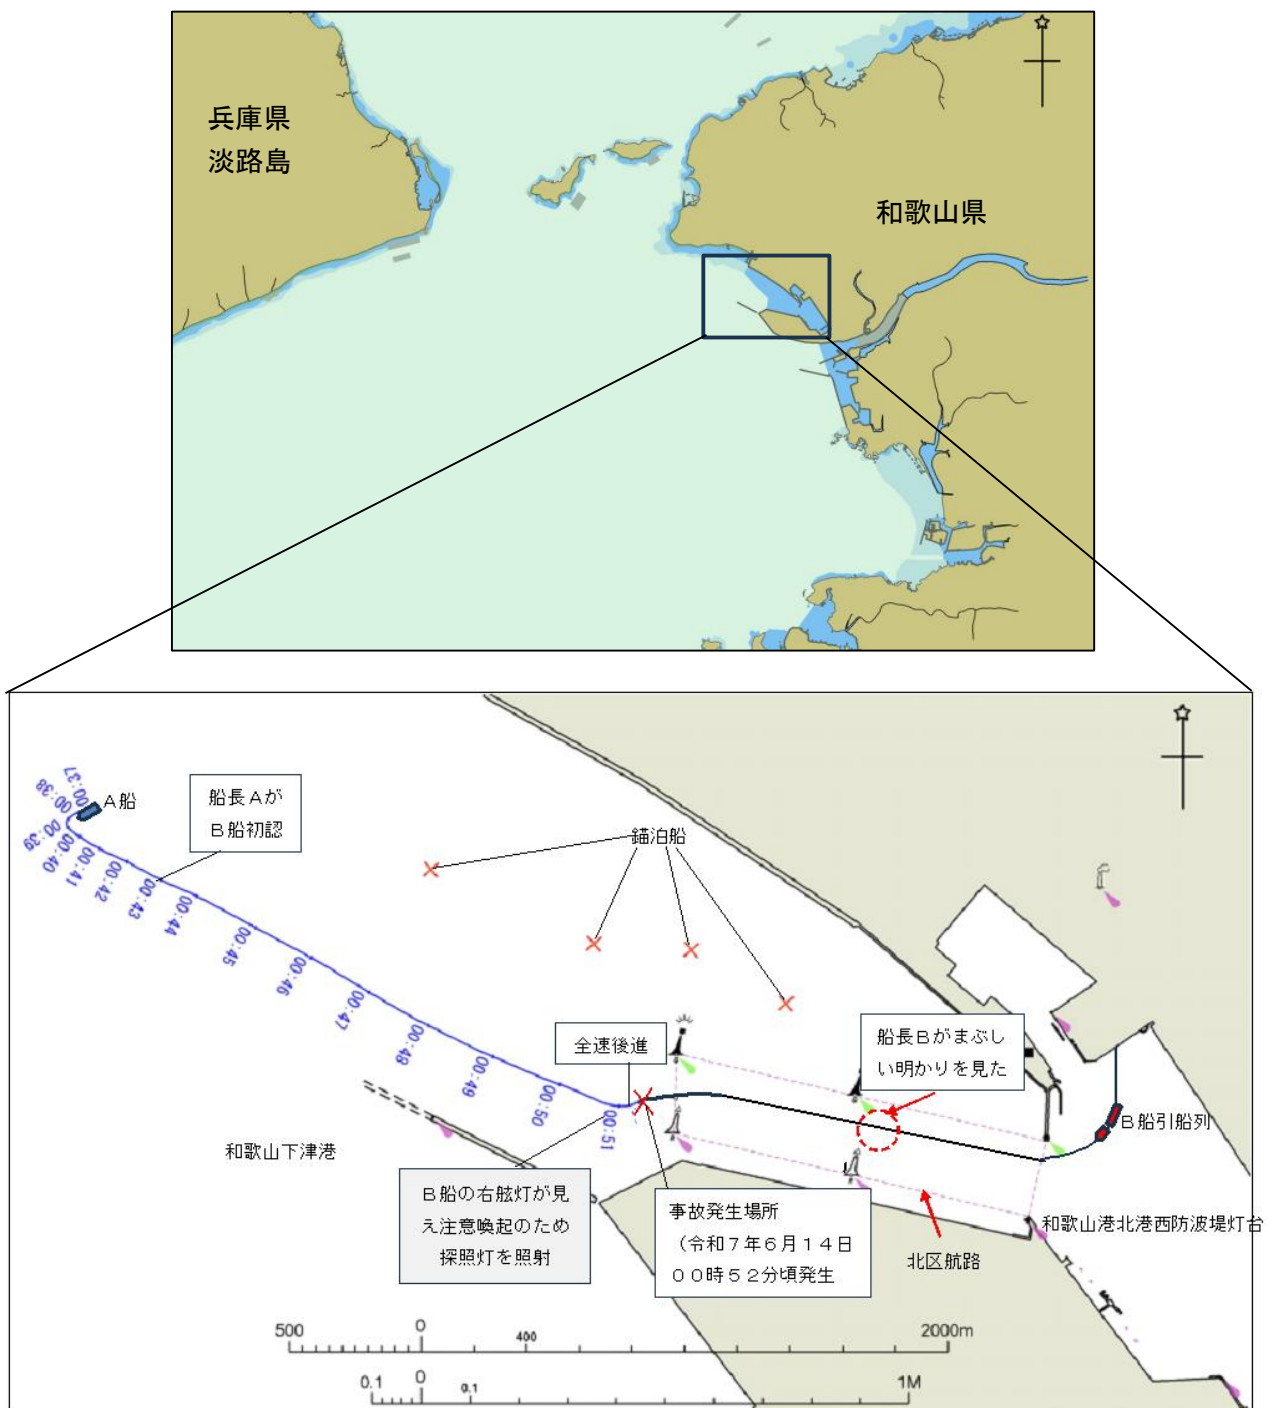 兵庫県
淡路島
和歌山県
00:37
00:38
00:39
00:40
00:41
00:42
00:43
00:44
00:45
00:46
00:47
00:48
00:49
00:50
00:51
A船
船長Aが
B船初認
錨泊船
全速後進
船長Bがまぶし
い明かりを見た
B船引船列
和歌山下津港
B船の右舷灯が見
え注意喚起のため
探照灯を照射
事故発生場所
(令和7年6月14日
00時52分頃発生
北区航路
和歌山港北港西防波堤灯台
500 0 400 2000m
0.1 0 0.1 1M